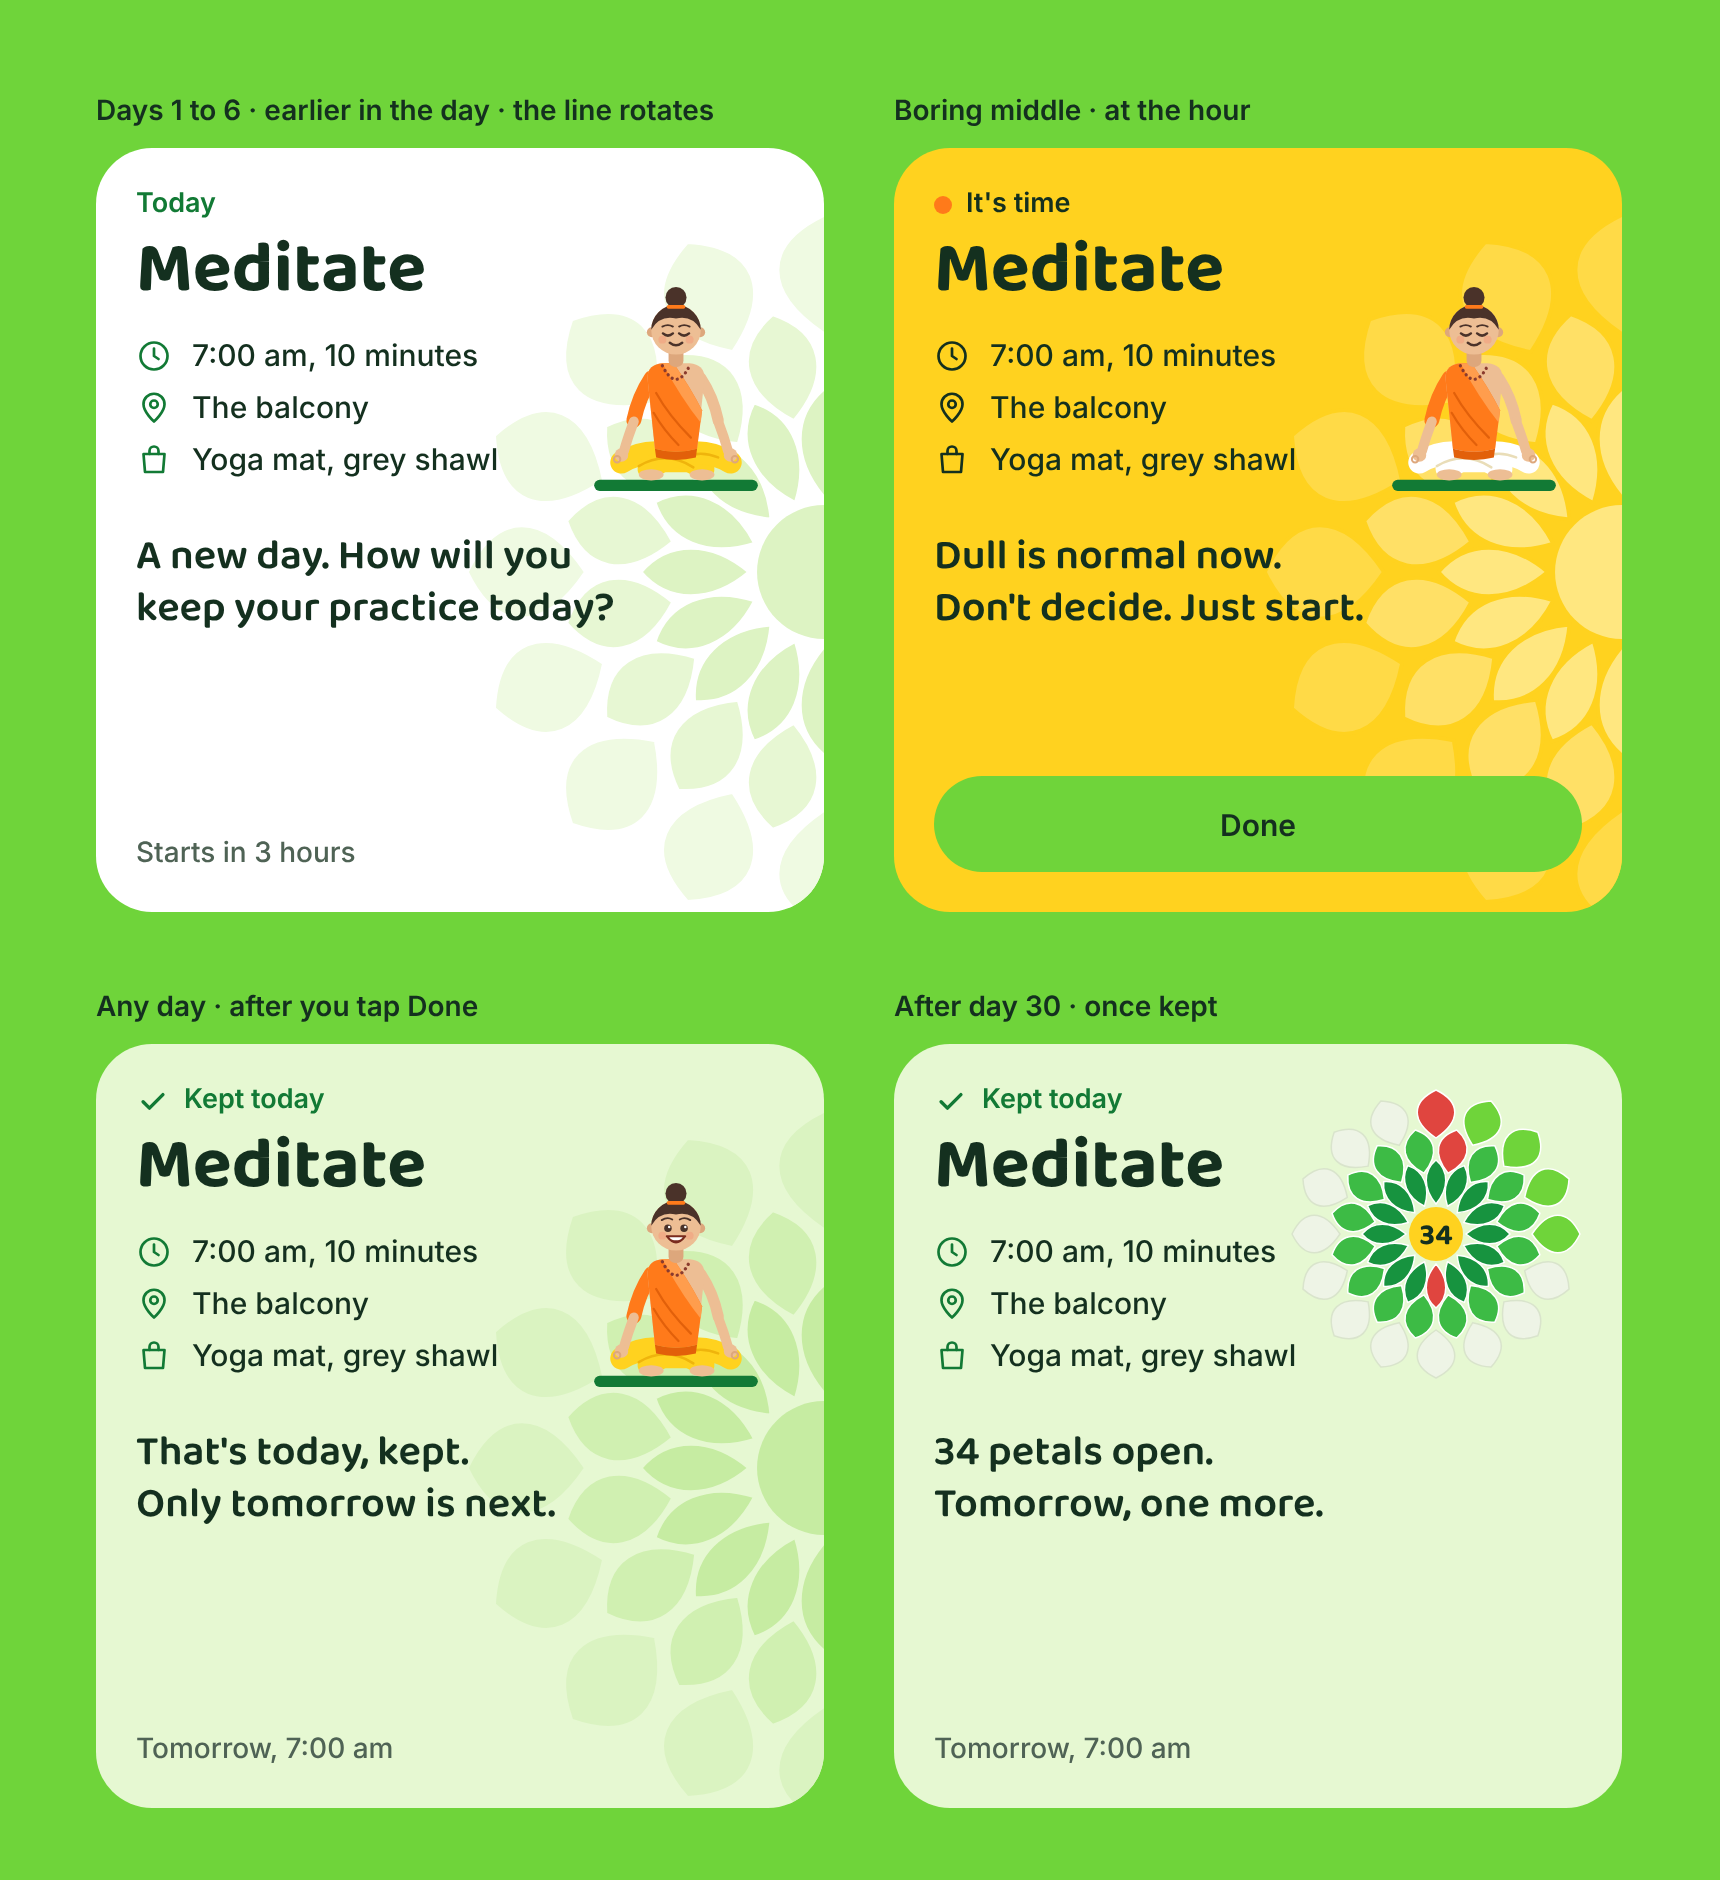 Days 1 to 6 · earlier in the day · the line rotates
Today
Meditate
7:00 am, 10 minutes
The balcony
Yoga mat, grey shawl
A new day. How will you
keep your practice today?
Starts in 3 hours
Boring middle · at the hour
It's time
Meditate
7:00 am, 10 minutes
The balcony
Yoga mat, grey shawl
Dull is normal now.
Don't decide. Just start.
Done
Any day · after you tap Done
Kept today
Meditate
7:00 am, 10 minutes
The balcony
Yoga mat, grey shawl
That's today, kept.
Only tomorrow is next.
Tomorrow, 7:00 am
After day 30 · once kept
Kept today
Meditate
34
7:00 am, 10 minutes
The balcony
Yoga mat, grey shawl
34 petals open.
Tomorrow, one more.
Tomorrow, 7:00 am